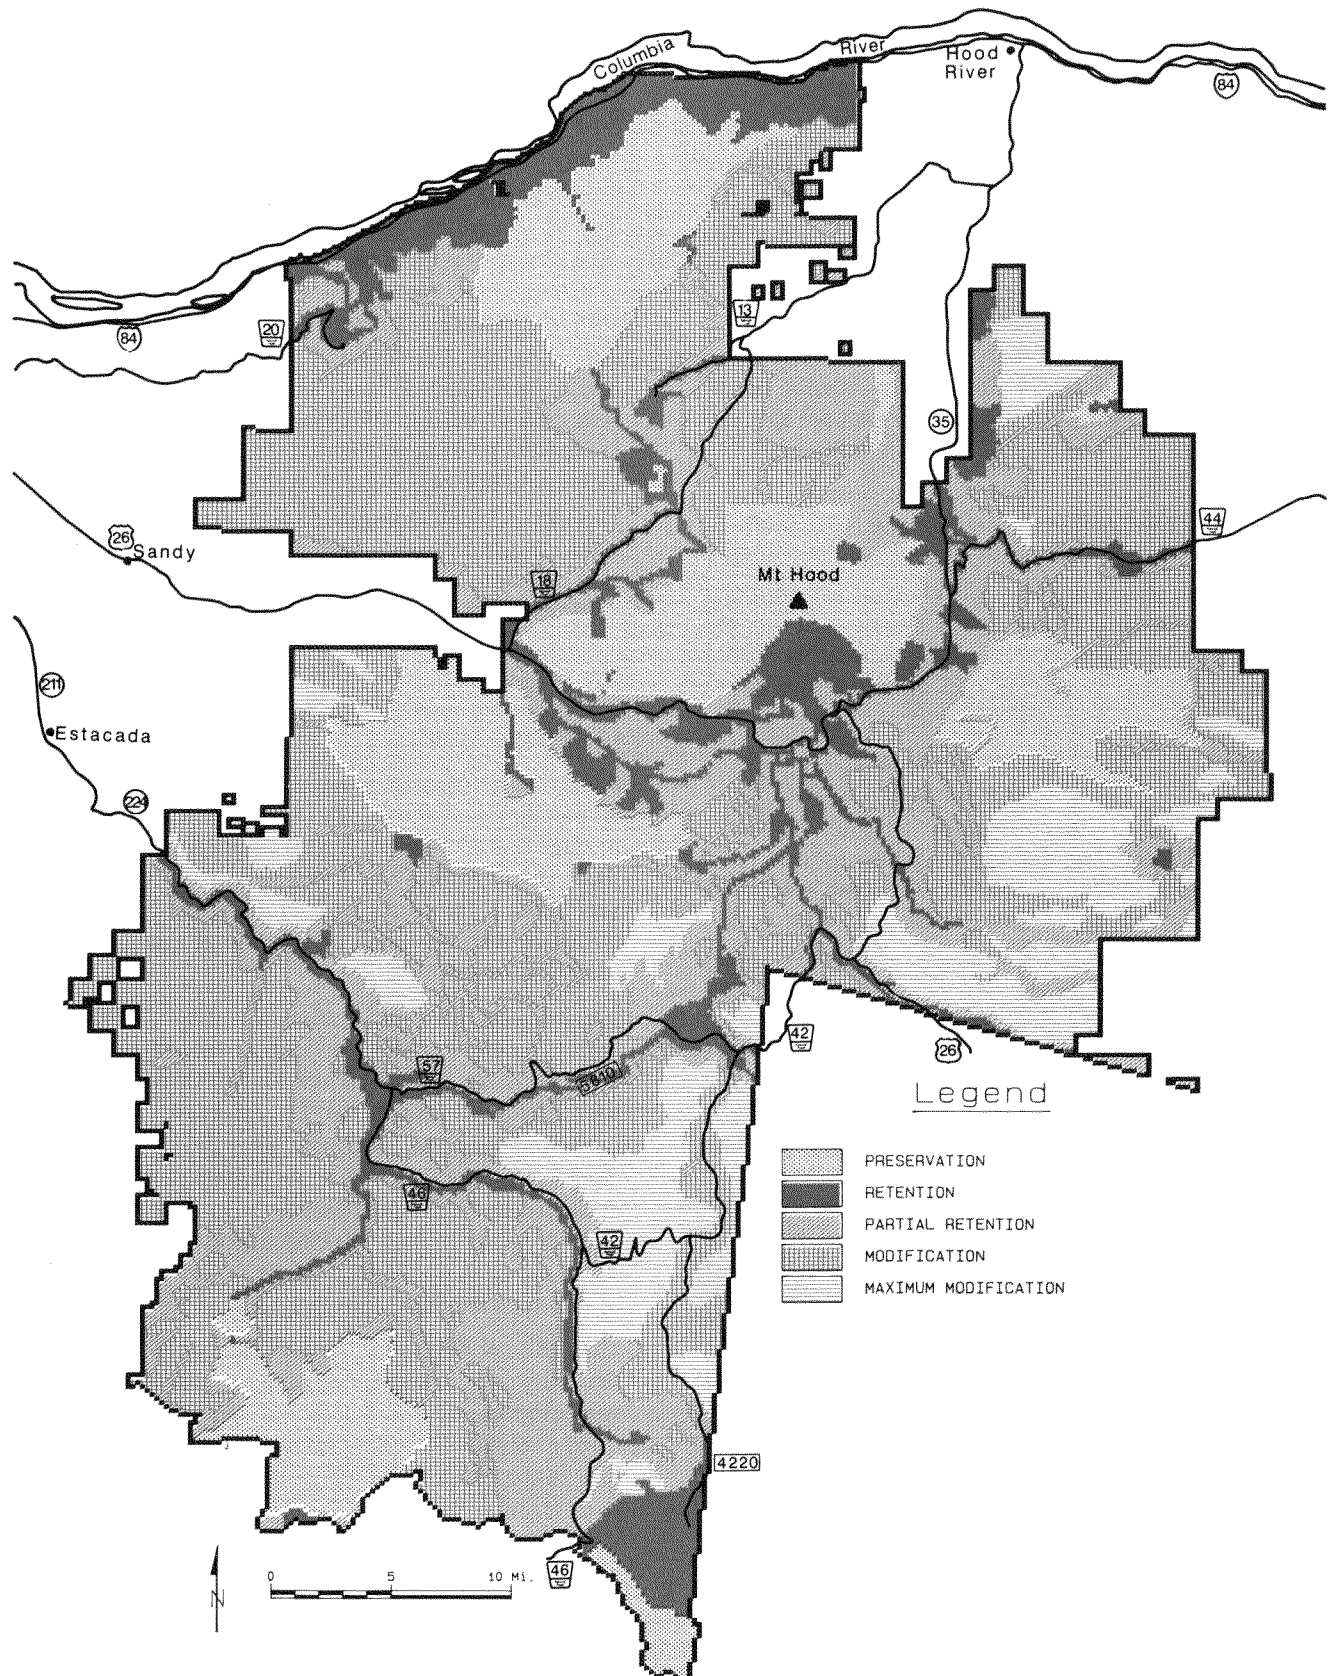 Columbia
River
Hood
River
84
84
20
13
35
26
Sandy
44
18
Mt Hood
211
Estacada
224
42
57
5810
26
Legend
PRESERVATION
RETENTION
46
PARTIAL RETENTION
42
MODIFICATION
MAXIMUM MODIFICATION
4220
46
0 5 10 Mi.
N